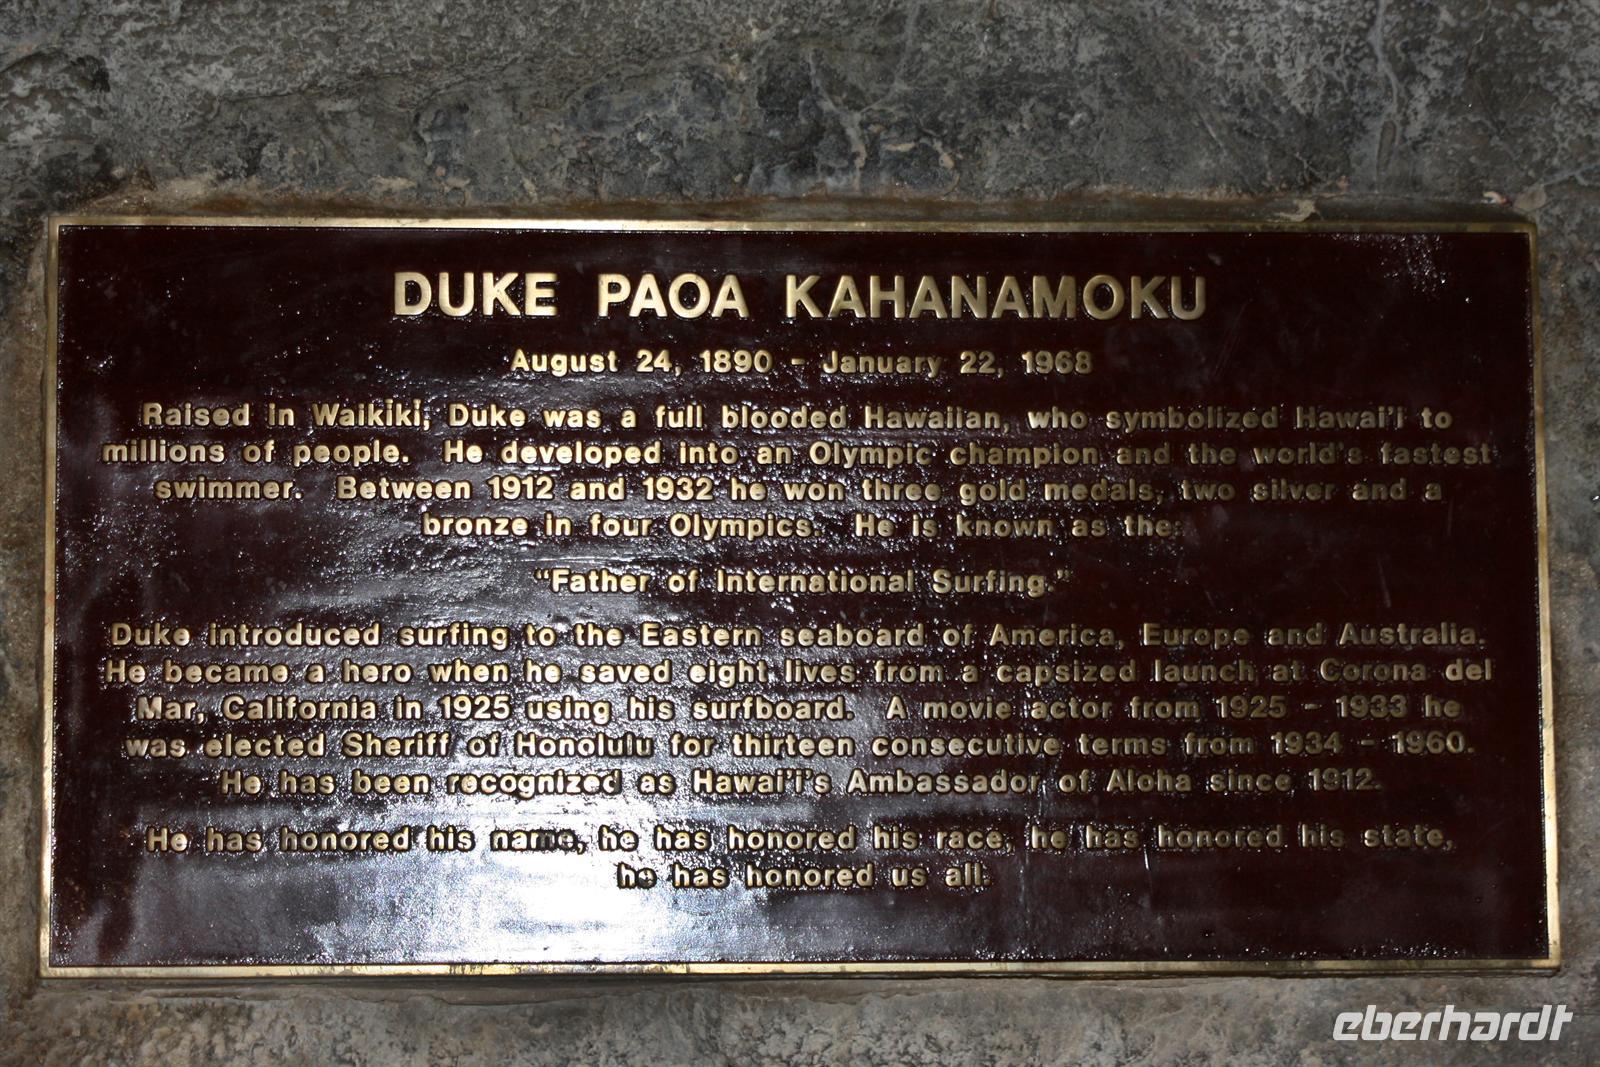 DUKE PAOA KAHANAMOKU
August 24, 1890 - January 22, 1968
Raised in Waikiki, Duke was a full blooded Hawaiian, who symbolized Hawai'i to
millions of people. He developed into an Olympic champion and the world's fastest
swimmer. Between 1912 and 1932 he won three gold medals, two silver and a
bronze in four Olympics. He is known as the:
"Father of International Surfing."
Duke introduced surfing to the Eastern seaboard of America, Europe and Australia.
He became a hero when he saved eight lives from a capsized launch at Corona del
Mar, California in 1925 using his surfboard. A movie actor from 1925 - 1933 he
was elected Sheriff of Honolulu for thirteen consecutive terms from 1934 - 1960.
He has been recognized as Hawai'i's Ambassador of Aloha since 1912.
He has honored his name, he has honored his race, he has honored his state,
he has honored us all.
eberhardt